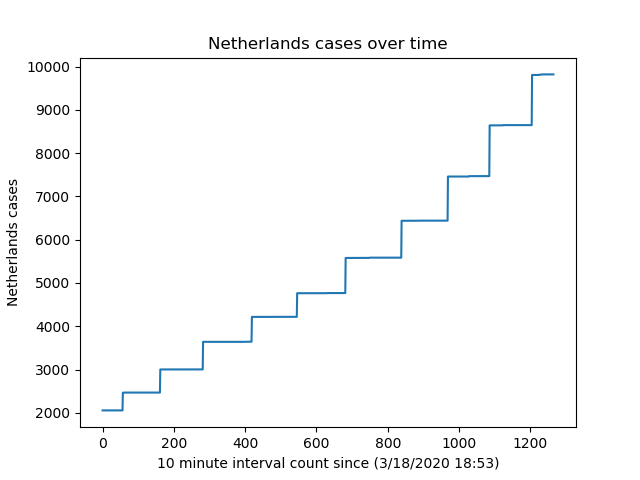 Netherlands cases over time
10000
9000
8000
7000
6000
5000
4000
3000
2000
Netherlands cases
0 200 400 600 800 1000 1200
10 minute interval count since (3/18/2020 18:53)